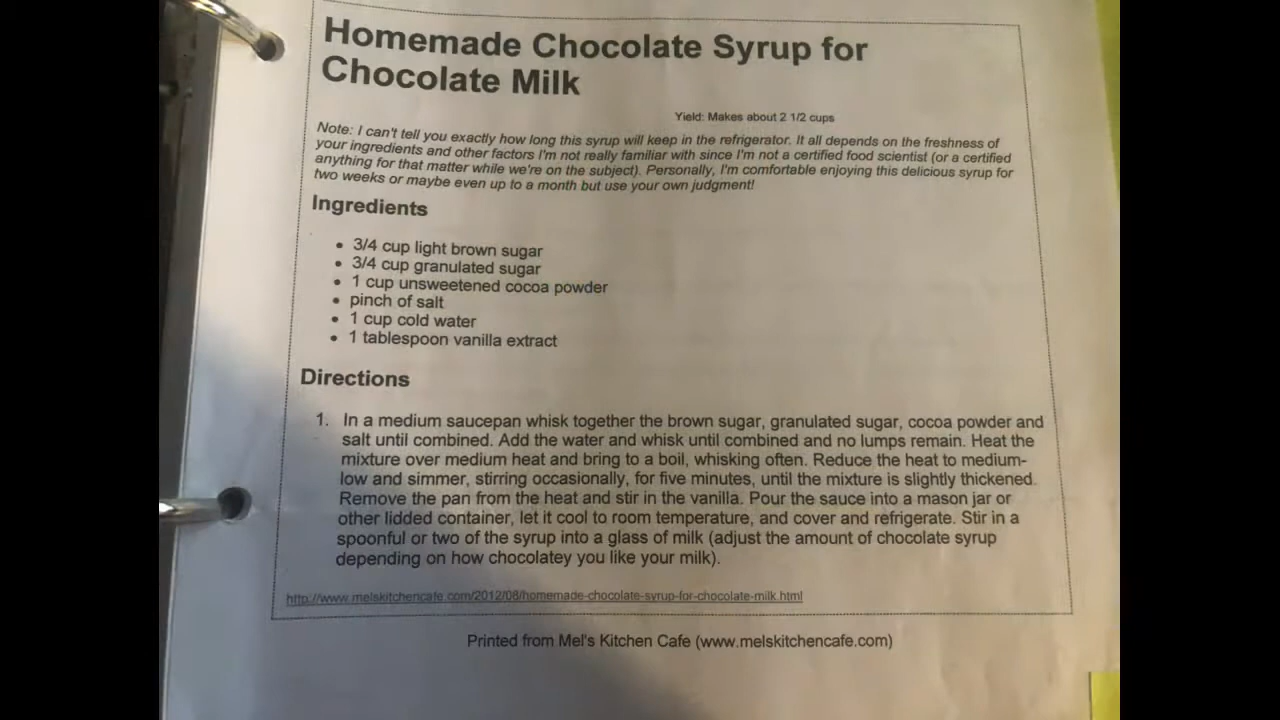 Homemade Chocolate Syrup for
Chocolate Milk
Yield: Makes about 2 1/2 cups
Note: I can't tell you exactly how long this syrup will keep in the refrigerator. It all depends on the freshness of
your ingredients and other factors I'm not really familiar with since I'm not a certified food scientist (or a certified
anything for that matter while we're on the subject). Personally, I'm comfortable enjoying this delicious syrup for
two weeks or maybe even up to a month but use your own judgment!
Ingredients
• 3/4 cup light brown sugar
• 3/4 cup granulated sugar
• 1 cup unsweetened cocoa powder
• pinch of salt
• 1 cup cold water
• 1 tablespoon vanilla extract
Directions
1. In a medium saucepan whisk together the brown sugar, granulated sugar, cocoa powder and
salt until combined. Add the water and whisk until combined and no lumps remain. Heat the
mixture over medium heat and bring to a boil, whisking often. Reduce the heat to medium-
low and simmer, stirring occasionally, for five minutes, until the mixture is slightly thickened.
Remove the pan from the heat and stir in the vanilla. Pour the sauce into a mason jar or
other lidded container, let it cool to room temperature, and cover and refrigerate. Stir in a
spoonful or two of the syrup into a glass of milk (adjust the amount of chocolate syrup
depending on how chocolatey you like your milk).
http://www.melskitchencafe.com/2012/08/homemade-chocolate-syrup-for-chocolate-milk.html
Printed from Mel's Kitchen Cafe (www.melskitchencafe.com)